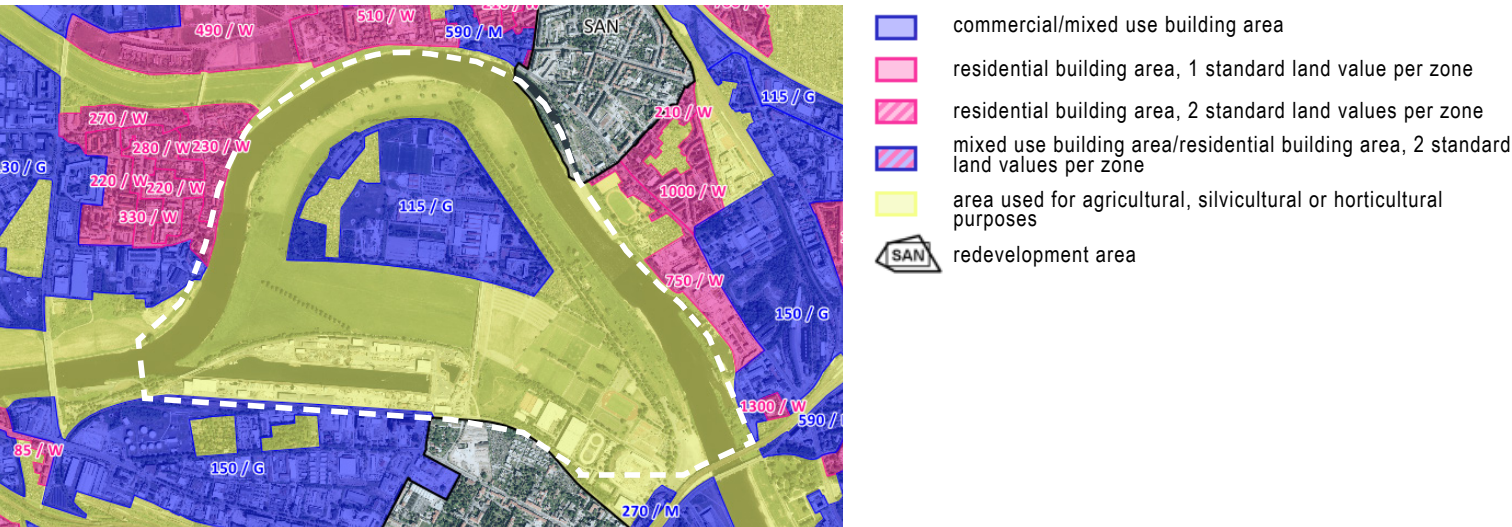 510 / W
490 / W
590 / M
SAN
115 / G
210 / W
270 / W
280 / W
230 / W
30 / G
220 / W
220 / W
1000 / W
115 / G
330 / W
750 / W
150 / G
1300 / W
590 /
85 / W
150 / G
270 / M
commercial/mixed use building area
residential building area, 1 standard land value per zone
residential building area, 2 standard land values per zone
mixed use building area/residential building area, 2 standard
land values per zone
area used for agricultural, silvicultural or horticultural
purposes
SAN
redevelopment area